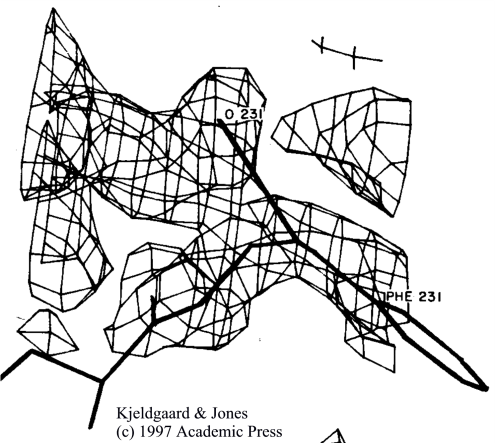 O 231
PHE 231
Kjeldgaard & Jones
(c) 1997 Academic Press